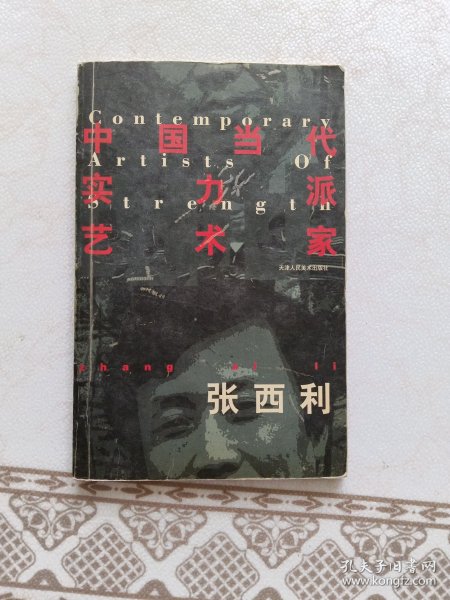 Contemporary
中国当代
Artists Of
实力派
Strength
艺术家
天津人民美术出版社
zhang xi li
张西利
孔夫子旧书网
www.kongfz.com